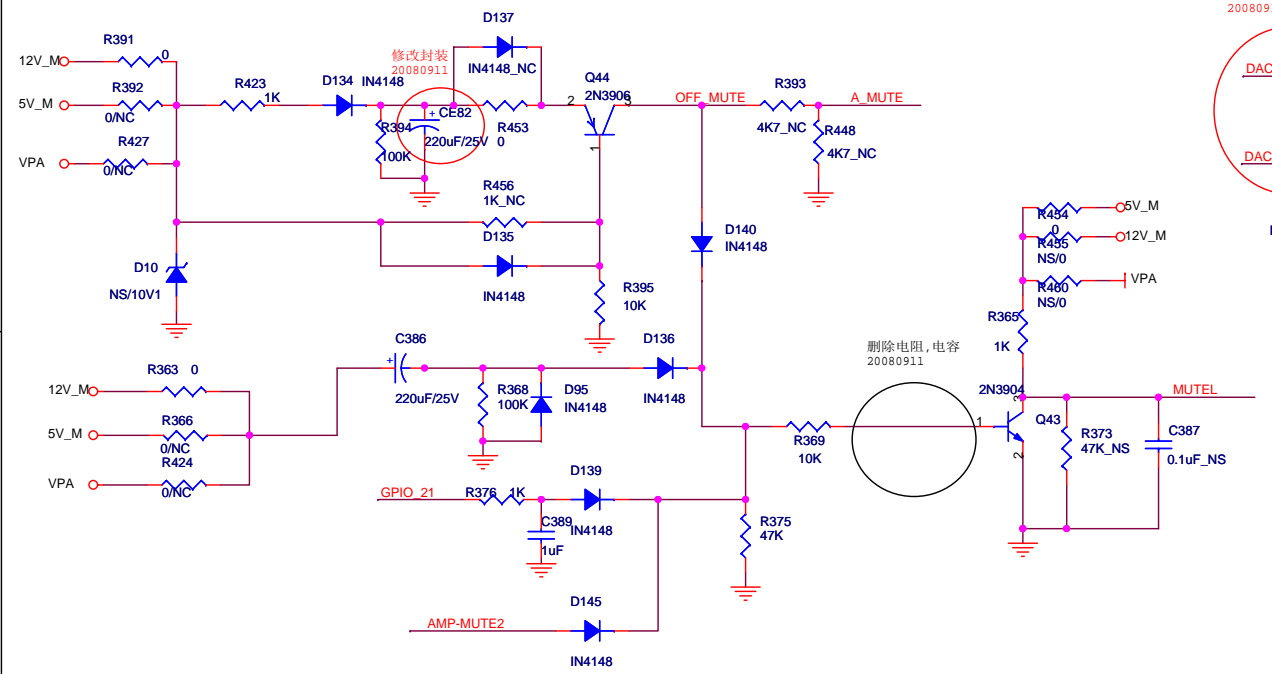 D137
IN4148_NC
修改封装
20080911
200809
R391
0
12V_M
R392
5V_M
0/NC
R427
VPA
0/NC
R423
1K
D134
IN4148
R394
100K
+
CE82
220uF/25V
R453
0
Q44
2N3906
2
3
1
OFF_MUTE
R393
4K7_NC
A_MUTE
R448
4K7_NC
DAC
DAC
R456
1K_NC
D135
IN4148
D10
NS/10V1
R395
10K
D140
IN4148
R454
0
5V_M
R455
NS/0
12V_M
R460
NS/0
VPA
R365
1K
删除电阻,电容
20080911
C386
+
220uF/25V
R368
100K
D95
IN4148
D136
IN4148
R363 0
12V_M
R366
5V_M
0/NC
R424
VPA
0/NC
R369
10K
2N3904
3
1
2
Q43
MUTEL
R373
47K_NS
C387
0.1uF_NS
GPIO_21
R376 1K
D139
IN4148
C389
1uF
R375
47K
D145
AMP-MUTE2
IN4148